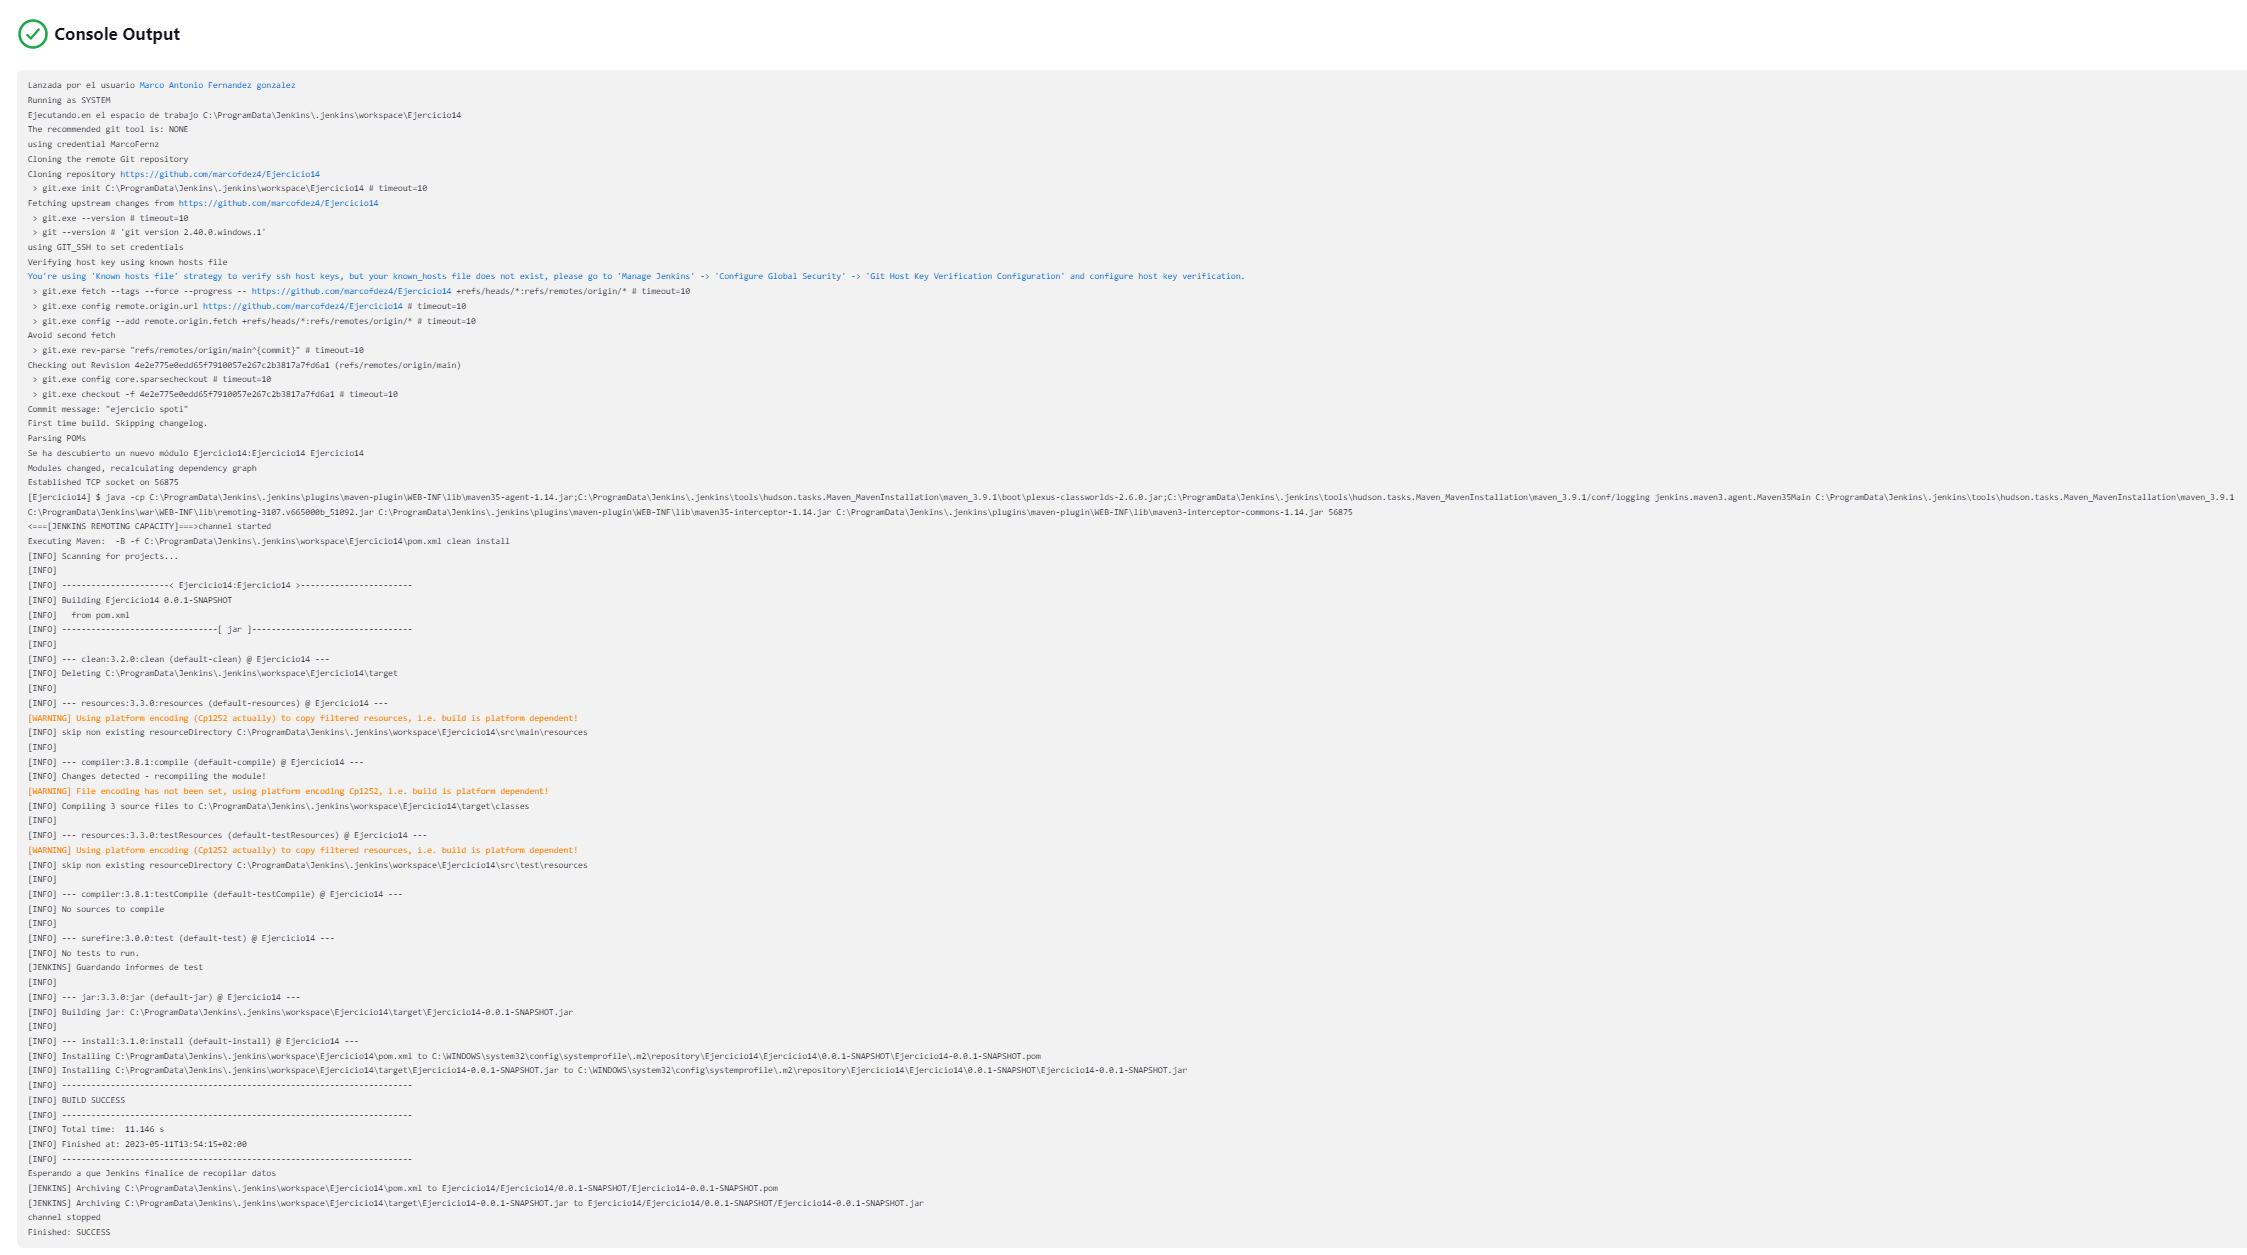 Console Output
Lanzada por el usuario Marco Antonio Fernandez gonzalez
Running as SYSTEM
Ejecutando.en el espacio de trabajo C:\ProgramData\Jenkins\.jenkins\workspace\Ejercicio14
The recommended git tool is: NONE
using credential MarcoFernz
Cloning the remote Git repository
Cloning repository https://github.com/marcofdez4/Ejercicio14
 > git.exe init C:\ProgramData\Jenkins\.jenkins\workspace\Ejercicio14 # timeout=10
Fetching upstream changes from https://github.com/marcofdez4/Ejercicio14
 > git.exe --version # timeout=10
 > git --version # 'git version 2.40.0.windows.1'
using GIT_SSH to set credentials
Verifying host key using known hosts file
You're using 'Known hosts file' strategy to verify ssh host keys, but your known_hosts file does not exist, please go to 'Manage Jenkins' -> 'Configure Global Security' -> 'Git Host Key Verification Configuration' and configure host key verification.
 > git.exe fetch --tags --force --progress -- https://github.com/marcofdez4/Ejercicio14 +refs/heads/*:refs/remotes/origin/* # timeout=10
 > git.exe config remote.origin.url https://github.com/marcofdez4/Ejercicio14 # timeout=10
 > git.exe config --add remote.origin.fetch +refs/heads/*:refs/remotes/origin/* # timeout=10
Avoid second fetch
 > git.exe rev-parse "refs/remotes/origin/main^{commit}" # timeout=10
Checking out Revision 4e2e775e0edd65f7910057e267c2b3817a7fd6a1 (refs/remotes/origin/main)
 > git.exe config core.sparsecheckout # timeout=10
 > git.exe checkout -f 4e2e775e0edd65f7910057e267c2b3817a7fd6a1 # timeout=10
Commit message: "ejercicio spoti"
First time build. Skipping changelog.
Parsing POMs
Se ha descubierto un nuevo módulo Ejercicio14:Ejercicio14 Ejercicio14
Modules changed, recalculating dependency graph
Established TCP socket on 56875
[Ejercicio14] $ java -cp C:\ProgramData\Jenkins\.jenkins\plugins\maven-plugin\WEB-INF\lib\maven35-agent-1.14.jar;C:\ProgramData\Jenkins\.jenkins\tools\hudson.tasks.Maven_MavenInstallation\maven_3.9.1\boot\plexus-classworlds-2.6.0.jar;C:\ProgramData\Jenkins\.jenkins\tools\hudson.tasks.Maven_MavenInstallation\maven_3.9.1/conf/logging jenkins.maven3.agent.Maven35Main C:\ProgramData\Jenkins\.jenkins\tools\hudson.tasks.Maven_MavenInstallation\maven_3.9.1
C:\ProgramData\Jenkins\war\WEB-INF\lib\remoting-3107.v665000b_51092.jar C:\ProgramData\Jenkins\.jenkins\plugins\maven-plugin\WEB-INF\lib\maven35-interceptor-1.14.jar C:\ProgramData\Jenkins\.jenkins\plugins\maven-plugin\WEB-INF\lib\maven3-interceptor-commons-1.14.jar 56875
<===[JENKINS REMOTING CAPACITY]===>channel started
Executing Maven:  -B -f C:\ProgramData\Jenkins\.jenkins\workspace\Ejercicio14\pom.xml clean install
[INFO] Scanning for projects...
[INFO]
[INFO] ----------------------< Ejercicio14:Ejercicio14 >-----------------------
[INFO] Building Ejercicio14 0.0.1-SNAPSHOT
[INFO]   from pom.xml
[INFO] --------------------------------[ jar ]---------------------------------
[INFO]
[INFO] --- clean:3.2.0:clean (default-clean) @ Ejercicio14 ---
[INFO] Deleting C:\ProgramData\Jenkins\.jenkins\workspace\Ejercicio14\target
[INFO]
[INFO] --- resources:3.3.0:resources (default-resources) @ Ejercicio14 ---
[WARNING] Using platform encoding (Cp1252 actually) to copy filtered resources, i.e. build is platform dependent!
[INFO] skip non existing resourceDirectory C:\ProgramData\Jenkins\.jenkins\workspace\Ejercicio14\src\main\resources
[INFO]
[INFO] --- compiler:3.8.1:compile (default-compile) @ Ejercicio14 ---
[INFO] Changes detected - recompiling the module!
[WARNING] File encoding has not been set, using platform encoding Cp1252, i.e. build is platform dependent!
[INFO] Compiling 3 source files to C:\ProgramData\Jenkins\.jenkins\workspace\Ejercicio14\target\classes
[INFO]
[INFO] --- resources:3.3.0:testResources (default-testResources) @ Ejercicio14 ---
[WARNING] Using platform encoding (Cp1252 actually) to copy filtered resources, i.e. build is platform dependent!
[INFO] skip non existing resourceDirectory C:\ProgramData\Jenkins\.jenkins\workspace\Ejercicio14\src\test\resources
[INFO]
[INFO] --- compiler:3.8.1:testCompile (default-testCompile) @ Ejercicio14 ---
[INFO] No sources to compile
[INFO]
[INFO] --- surefire:3.0.0:test (default-test) @ Ejercicio14 ---
[INFO] No tests to run.
[JENKINS] Guardando informes de test
[INFO]
[INFO] --- jar:3.3.0:jar (default-jar) @ Ejercicio14 ---
[INFO] Building jar: C:\ProgramData\Jenkins\.jenkins\workspace\Ejercicio14\target\Ejercicio14-0.0.1-SNAPSHOT.jar
[INFO]
[INFO] --- install:3.1.0:install (default-install) @ Ejercicio14 ---
[INFO] Installing C:\ProgramData\Jenkins\.jenkins\workspace\Ejercicio14\pom.xml to C:\WINDOWS\system32\config\systemprofile\.m2\repository\Ejercicio14\Ejercicio14\0.0.1-SNAPSHOT\Ejercicio14-0.0.1-SNAPSHOT.pom
[INFO] Installing C:\ProgramData\Jenkins\.jenkins\workspace\Ejercicio14\target\Ejercicio14-0.0.1-SNAPSHOT.jar to C:\WINDOWS\system32\config\systemprofile\.m2\repository\Ejercicio14\Ejercicio14\0.0.1-SNAPSHOT\Ejercicio14-0.0.1-SNAPSHOT.jar
[INFO] ------------------------------------------------------------------------
[INFO] BUILD SUCCESS
[INFO] ------------------------------------------------------------------------
[INFO] Total time:  11.146 s
[INFO] Finished at: 2023-05-11T13:54:15+02:00
[INFO] ------------------------------------------------------------------------
Esperando a que Jenkins finalice de recopilar datos
[JENKINS] Archiving C:\ProgramData\Jenkins\.jenkins\workspace\Ejercicio14\pom.xml to Ejercicio14/Ejercicio14/0.0.1-SNAPSHOT/Ejercicio14-0.0.1-SNAPSHOT.pom
[JENKINS] Archiving C:\ProgramData\Jenkins\.jenkins\workspace\Ejercicio14\target\Ejercicio14-0.0.1-SNAPSHOT.jar to Ejercicio14/Ejercicio14/0.0.1-SNAPSHOT/Ejercicio14-0.0.1-SNAPSHOT.jar
channel stopped
Finished: SUCCESS